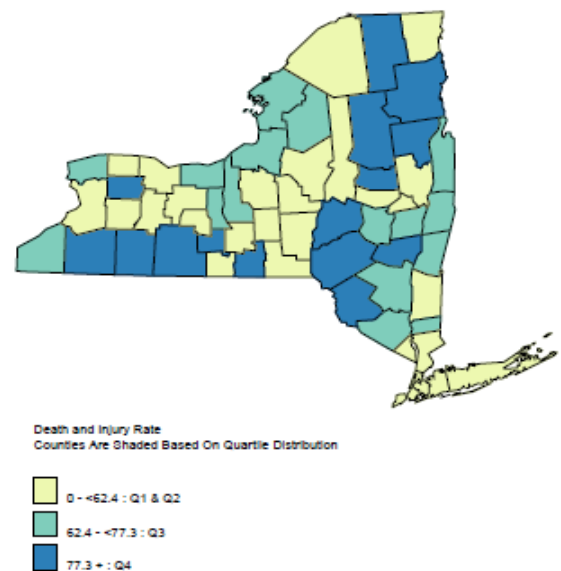 Death and Injury Rate
Counties Are Shaded Based On Quartile Distribution
0 - <62.4 : Q1 & Q2
62.4 - <77.3 : Q3
77.3 + : Q4